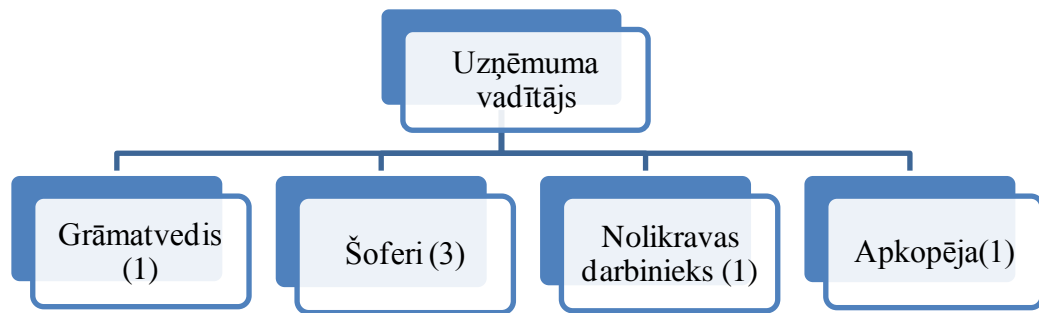 Uzņēmuma
vadītājs
Grāmatvedis
(1)
Šoferi (3)
Nolikravas
darbinieks (1)
Apkopēja(1)